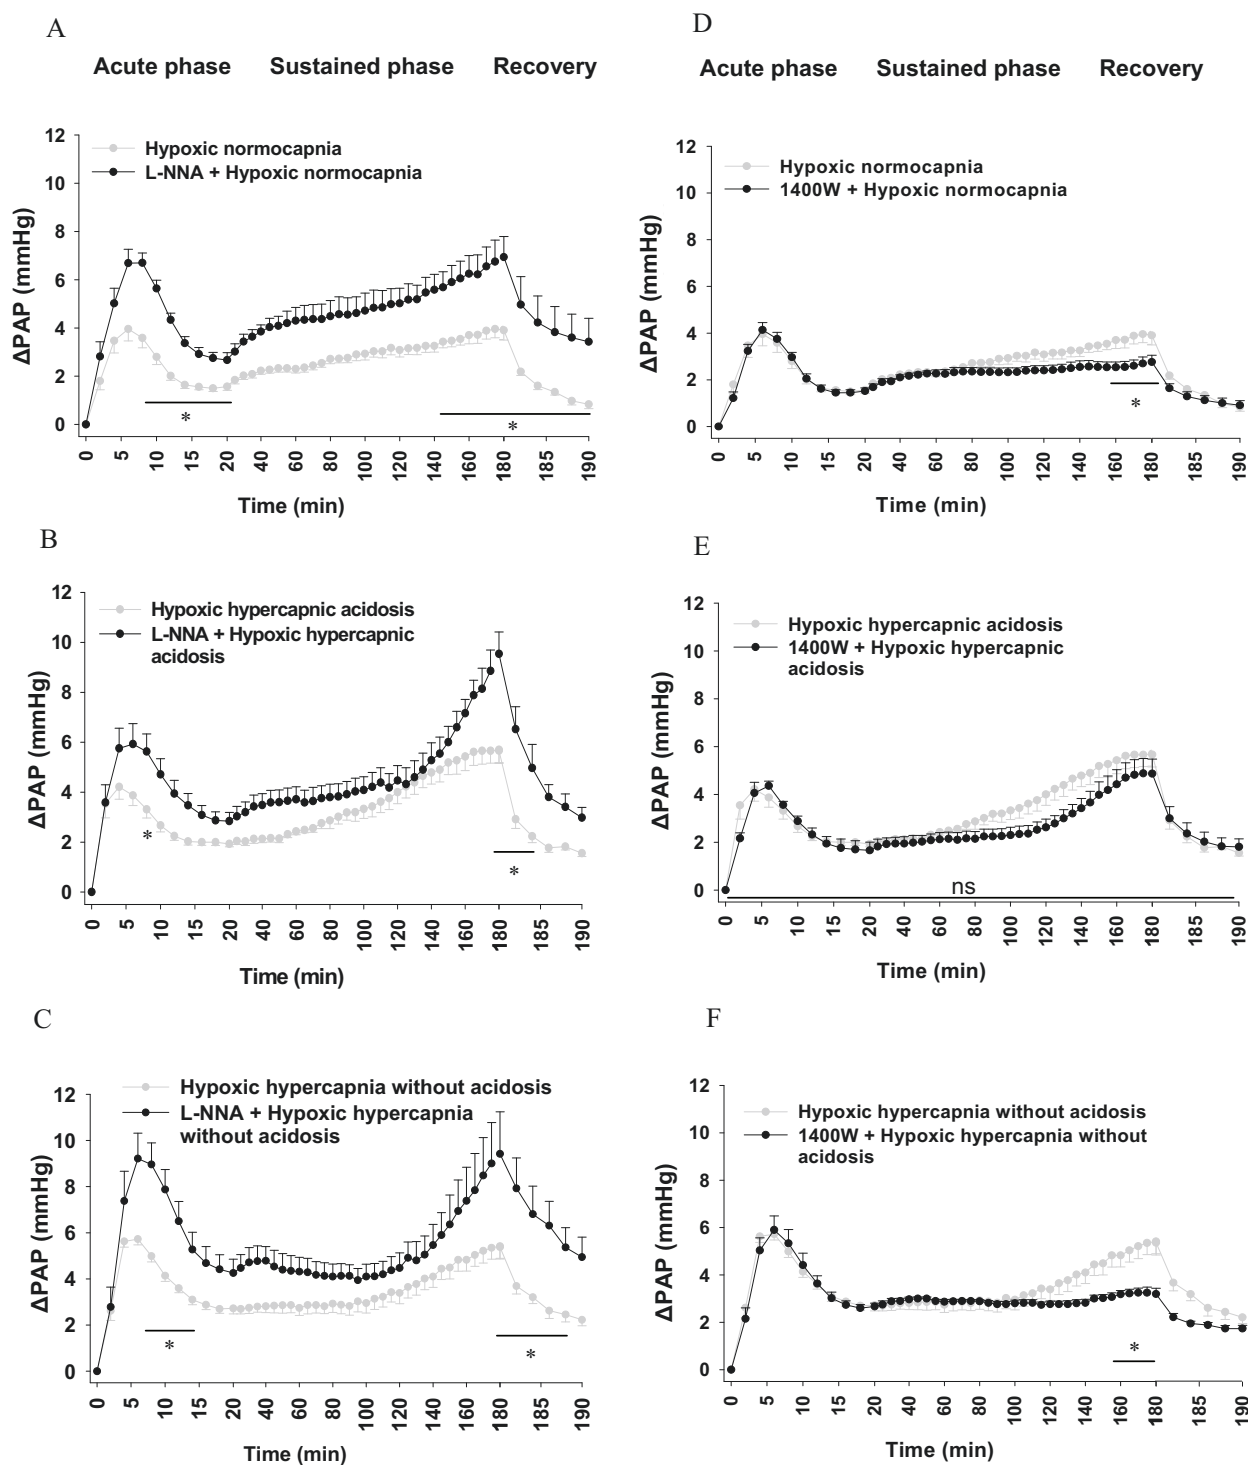 A
Acute phase Sustained phase Recovery
12
10
8
6
4
2
0
ΔPAP (mmHg)
Hypoxic normocapnia
L-NNA + Hypoxic normocapnia
*
*
0 5 10 15 20 40 60 80 100 120 140 160 180 185 190
Time (min)
B
12
10
8
6
4
2
0
ΔPAP (mmHg)
Hypoxic hypercapnic acidosis
L-NNA + Hypoxic hypercapnic
acidosis
*
*
0 5 10 15 20 40 60 80 100 120 140 160 180 185 190
Time (min)
C
12
10
8
6
4
2
0
ΔPAP (mmHg)
Hypoxic hypercapnia without acidosis
L-NNA + Hypoxic hypercapnia
without acidosis
*
*
0 5 10 15 20 40 60 80 100 120 140 160 180 185 190
Time (min)
D
Acute phase Sustained phase Recovery
12
10
8
6
4
2
0
ΔPAP (mmHg)
Hypoxic normocapnia
1400W + Hypoxic normocapnia
*
0 5 10 15 20 40 60 80 100 120 140 160 180 185 190
Time (min)
E
12
10
8
6
4
2
0
ΔPAP (mmHg)
Hypoxic hypercapnic acidosis
1400W + Hypoxic hypercapnic
acidosis
ns
0 5 10 15 20 40 60 80 100 120 140 160 180 185 190
Time (min)
F
12
10
8
6
4
2
0
ΔPAP (mmHg)
Hypoxic hypercapnia without acidosis
1400W + Hypoxic hypercapnia without
acidosis
*
0 5 10 15 20 40 60 80 100 120 140 160 180 185 190
Time (min)